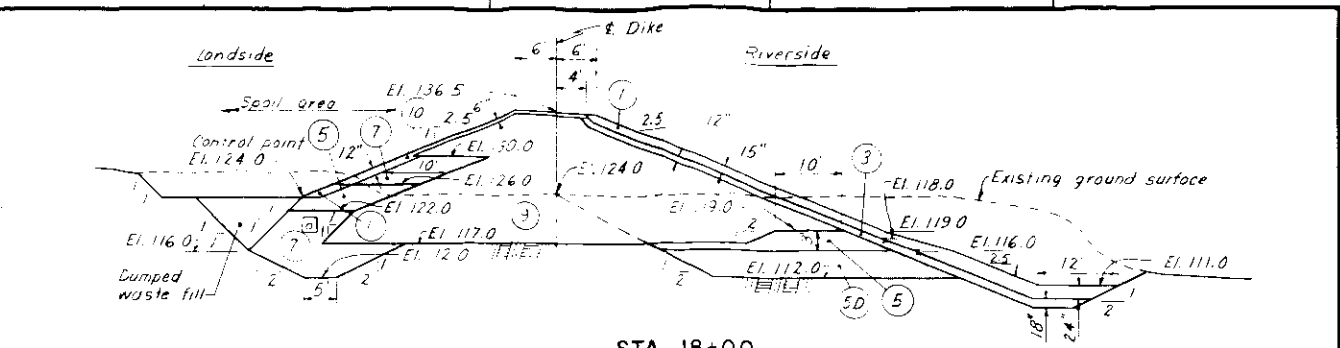 ℄ Dike
Landside
Riverside
6'
6'
4'
El. 136.5
Spoil area
10
1
2.5
6"
1
2.5
12"
5
7
Control point
El. 124.0
12"
El. 130.0
15"
10'
3
10'
El. 126.0
El. 124.0
El. 118.0
Existing ground surface
El. 122.0
El. 119.0
El. 119.0
9
El. 116.0
El. 117.0
2
El. 116.0
2.5
12'
El. 111.0
Dumped
waste fill
El. 112.0
2
2
5'
El. 112.0
5D
5
18"
24"
STA. 18+00